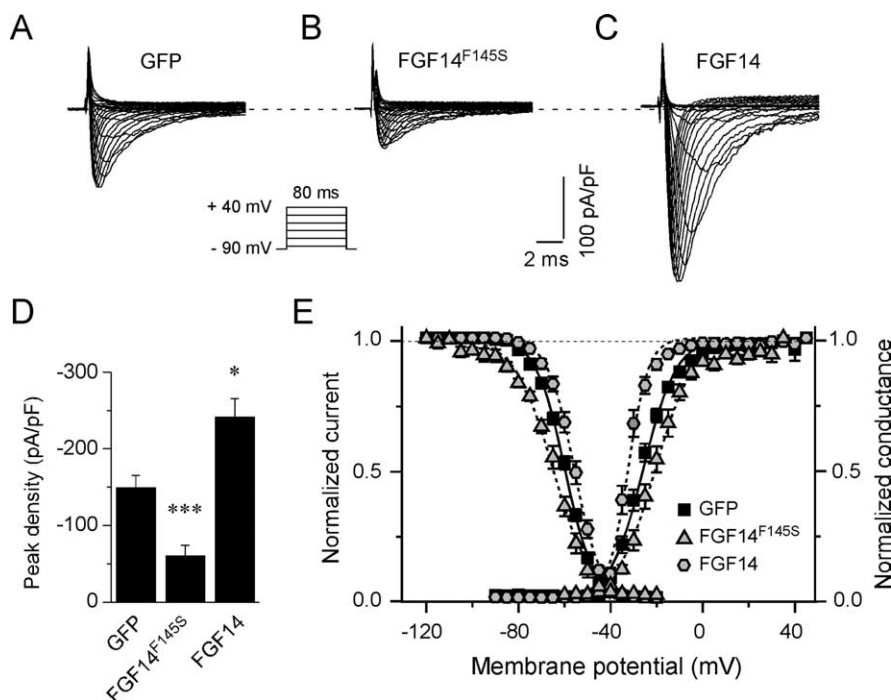 A
GFP
B
FGF14F145S
C
FGF14
80 ms
+ 40 mV
- 90 mV
2 ms
100 pA/pF
D
Peak density (pA/pF)
-300
-200
-100
0
*
***
GFP
FGF14F145S
FGF14
E
Normalized current
1.0
0.5
0.0
GFP
FGF14F145S
FGF14
1.0
0.5
0.0
Normalized conductance
-120
-80
-40
0
40
Membrane potential (mV)